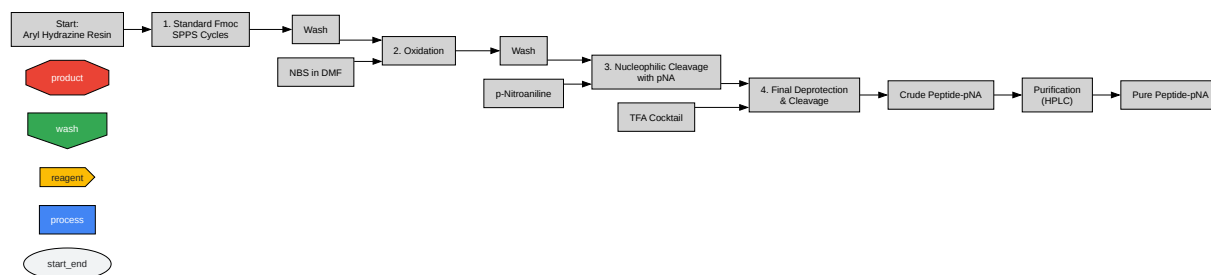 Start:
Aryl Hydrazine Resin
1. Standard Fmoc
SPPS Cycles
Wash
NBS in DMF
2. Oxidation
Wash
p-Nitroaniline
3. Nucleophilic Cleavage
with pNA
TFA Cocktail
4. Final Deprotection
& Cleavage
Crude Peptide-pNA
Purification
(HPLC)
Pure Peptide-pNA
product
wash
reagent
process
start_end